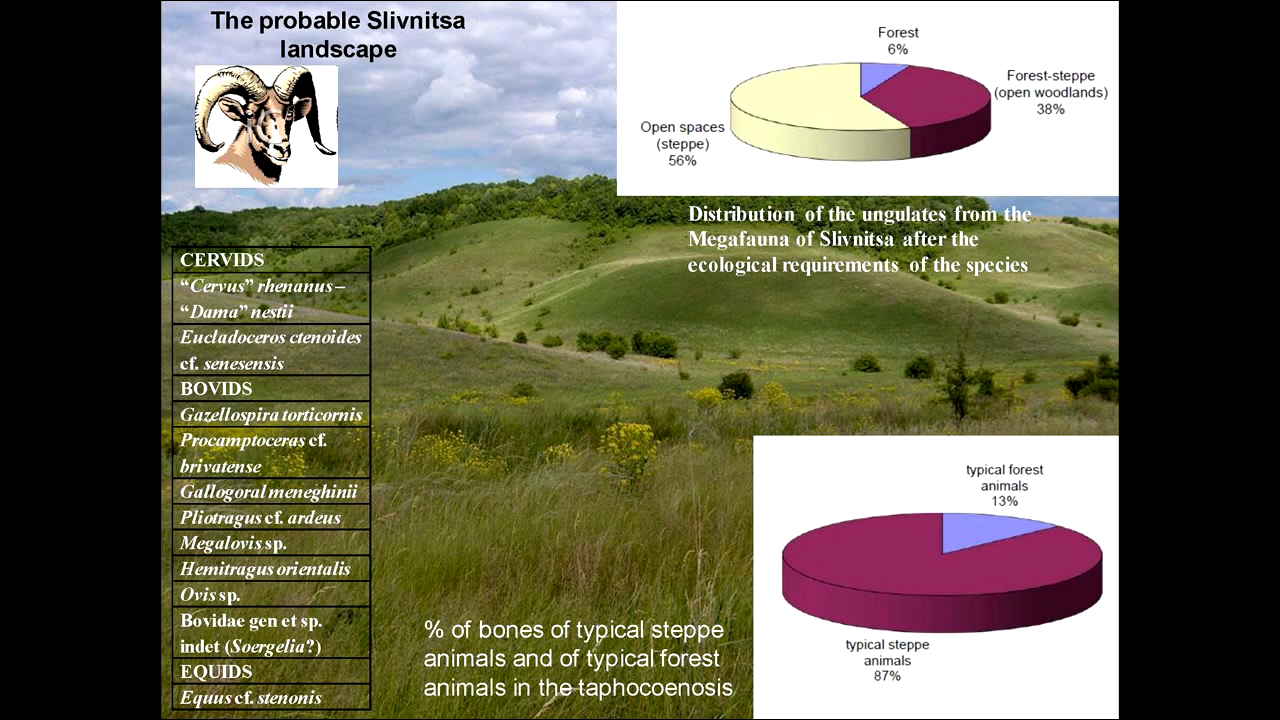 The probable Slivnitsa
landscape
Forest
6%
Forest-steppe
(open woodlands)
38%
Open spaces
(steppe)
56%
Distribution of the ungulates from the
Megafauna of Slivnitsa after the
ecological requirements of the species
CERVIDS
“Cervus” rhenanus –
“Dama” nestii
Eucladoceros ctenoides
cf. senesensis
BOVIDS
Gazellospira torticornis
Procamptoceras cf.
brivatense
Gallogoral meneghinii
Pliotragus cf. ardeus
Megalovis sp.
Hemitragus orientalis
Ovis sp.
Bovidae gen et sp.
indet (Soergelia?)
EQUIDS
Equus cf. stenonis
% of bones of typical steppe
animals and of typical forest
animals in the taphocoenosis
typical forest
animals
13%
typical steppe
animals
87%